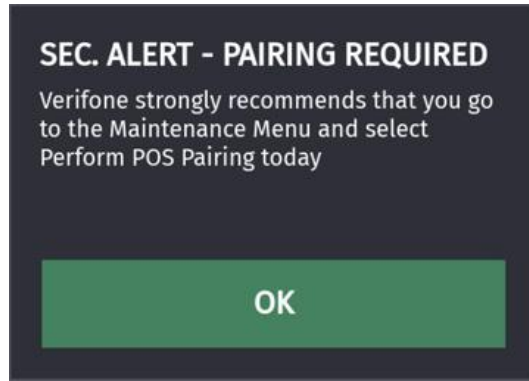 SEC. ALERT - PAIRING REQUIRED
Verifone strongly recommends that you go
to the Maintenance Menu and select
Perform POS Pairing today
OK